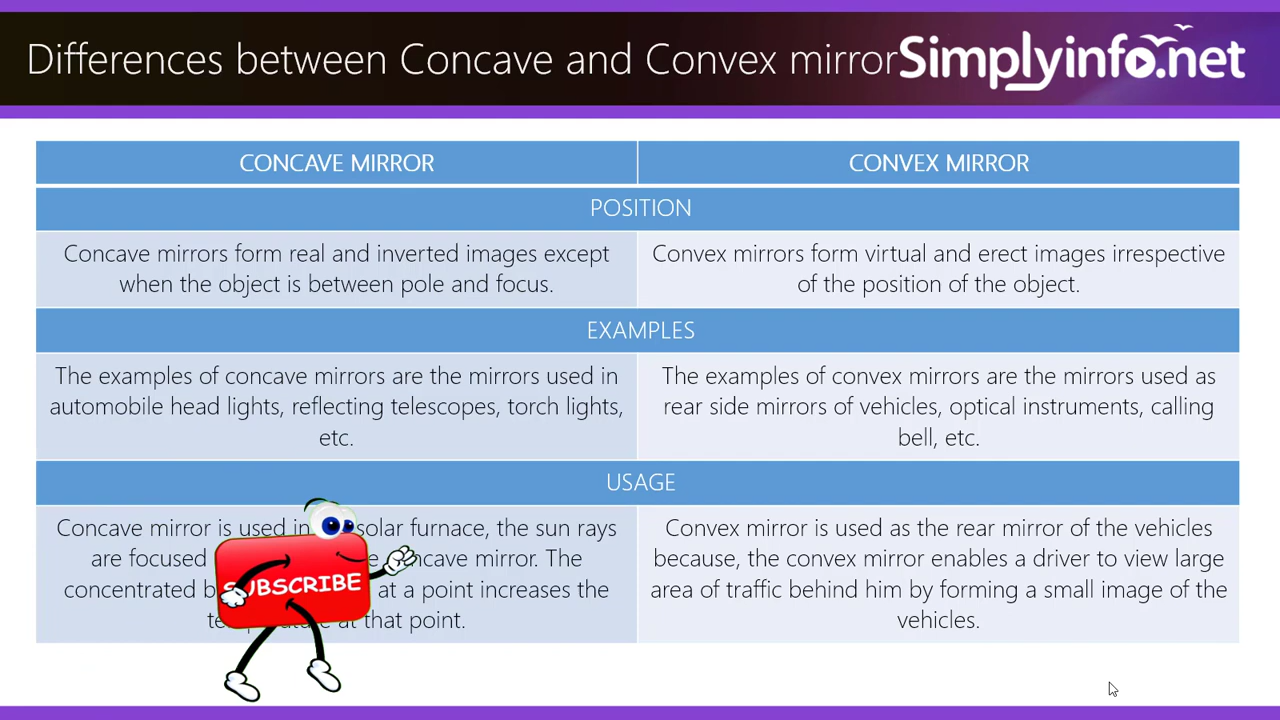 Differences between Concave and Convex mirror
Simplyinfo.net
CONCAVE MIRROR
CONVEX MIRROR
POSITION
Concave mirrors form real and inverted images except
when the object is between pole and focus.
Convex mirrors form virtual and erect images irrespective
of the position of the object.
EXAMPLES
The examples of concave mirrors are the mirrors used in
automobile head lights, reflecting telescopes, torch lights,
etc.
The examples of convex mirrors are the mirrors used as
rear side mirrors of vehicles, optical instruments, calling
bell, etc.
USAGE
Concave mirror is used in solar furnace, the sun rays
are focused concave mirror. The
concentrated at a point increases the
temperature at that point.
SUBSCRIBE
Convex mirror is used as the rear mirror of the vehicles
because, the convex mirror enables a driver to view large
area of traffic behind him by forming a small image of the
vehicles.